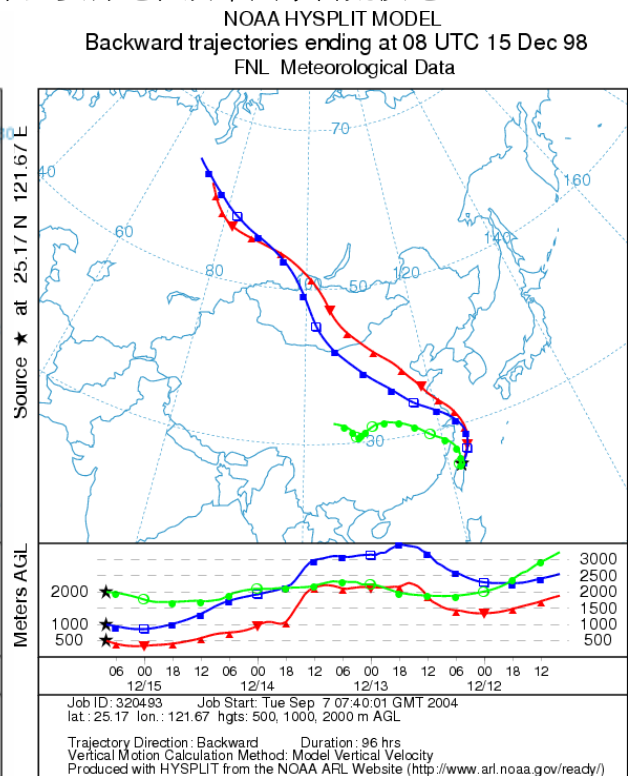 NOAA HYSPLIT MODEL
Backward trajectories ending at 08 UTC 15 Dec 98
FNL Meteorological Data
Source ★ at 25.17 N 121.67 E
70
160
40
60
140
80
120
50
30
Meters AGL
3000
2500
2000
2000
1500
1000
1000
500
500
06 00 18 12 06 00 18 12 06 00 18 12 06 00 18 12
12/15 12/14 12/13 12/12
Job ID: 320493 Job Start: Tue Sep 7 07:40:01 GMT 2004
lat.: 25.17 lon.: 121.67 hgts: 500, 1000, 2000 m AGL
Trajectory Direction: Backward Duration: 96 hrs
Vertical Motion Calculation Method: Model Vertical Velocity
Produced with HYSPLIT from the NOAA ARL Website (http://www.arl.noaa.gov/ready/)